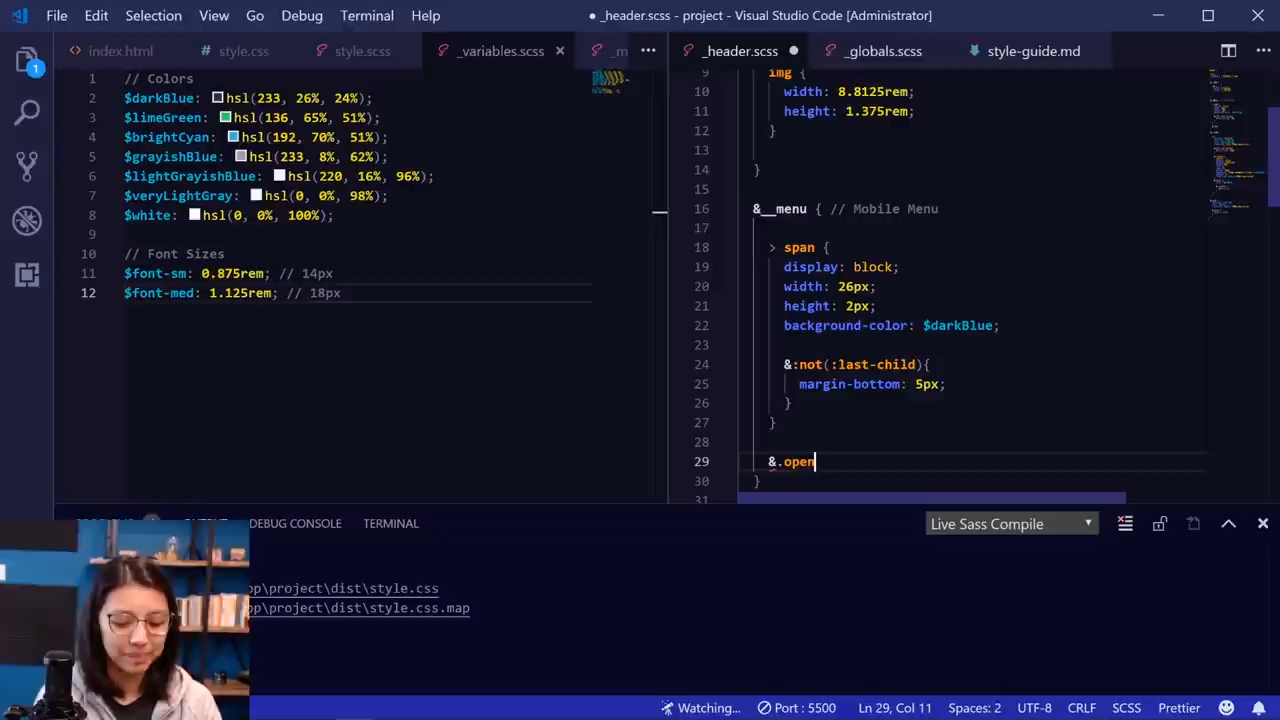 File Edit Selection View Go Debug Terminal Help
● _header.scss - project - Visual Studio Code [Administrator]
1
index.html style.css style.scss _variables.scss × _m ···
_header.scss ● _globals.scss style-guide.md ···
1 // Colors
2 $darkBlue: hsl(233, 26%, 24%);
3 $limeGreen: hsl(136, 65%, 51%);
4 $brightCyan: hsl(192, 70%, 51%);
5 $grayishBlue: hsl(233, 8%, 62%);
6 $lightGrayishBlue: hsl(220, 16%, 96%);
7 $veryLightGray: hsl(0, 0%, 98%);
8 $white: hsl(0, 0%, 100%);
9
10 // Font Sizes
11 $font-sm: 0.875rem; // 14px
12 $font-med: 1.125rem; // 18px
9 img {
10 width: 8.8125rem;
11 height: 1.375rem;
12 }
13
14 }
15
16 &__menu { // Mobile Menu
17
18 > span {
19 display: block;
20 width: 26px;
21 height: 2px;
22 background-color: $darkBlue;
23
24 &:not(:last-child){
25 margin-bottom: 5px;
26 }
27 }
28
29 &.open
30 }
31
DEBUG CONSOLE TERMINAL
Live Sass Compile
op\project\dist\style.css
op\project\dist\style.css.map
Watching... Port : 5500 Ln 29, Col 11 Spaces: 2 UTF-8 CRLF SCSS Prettier